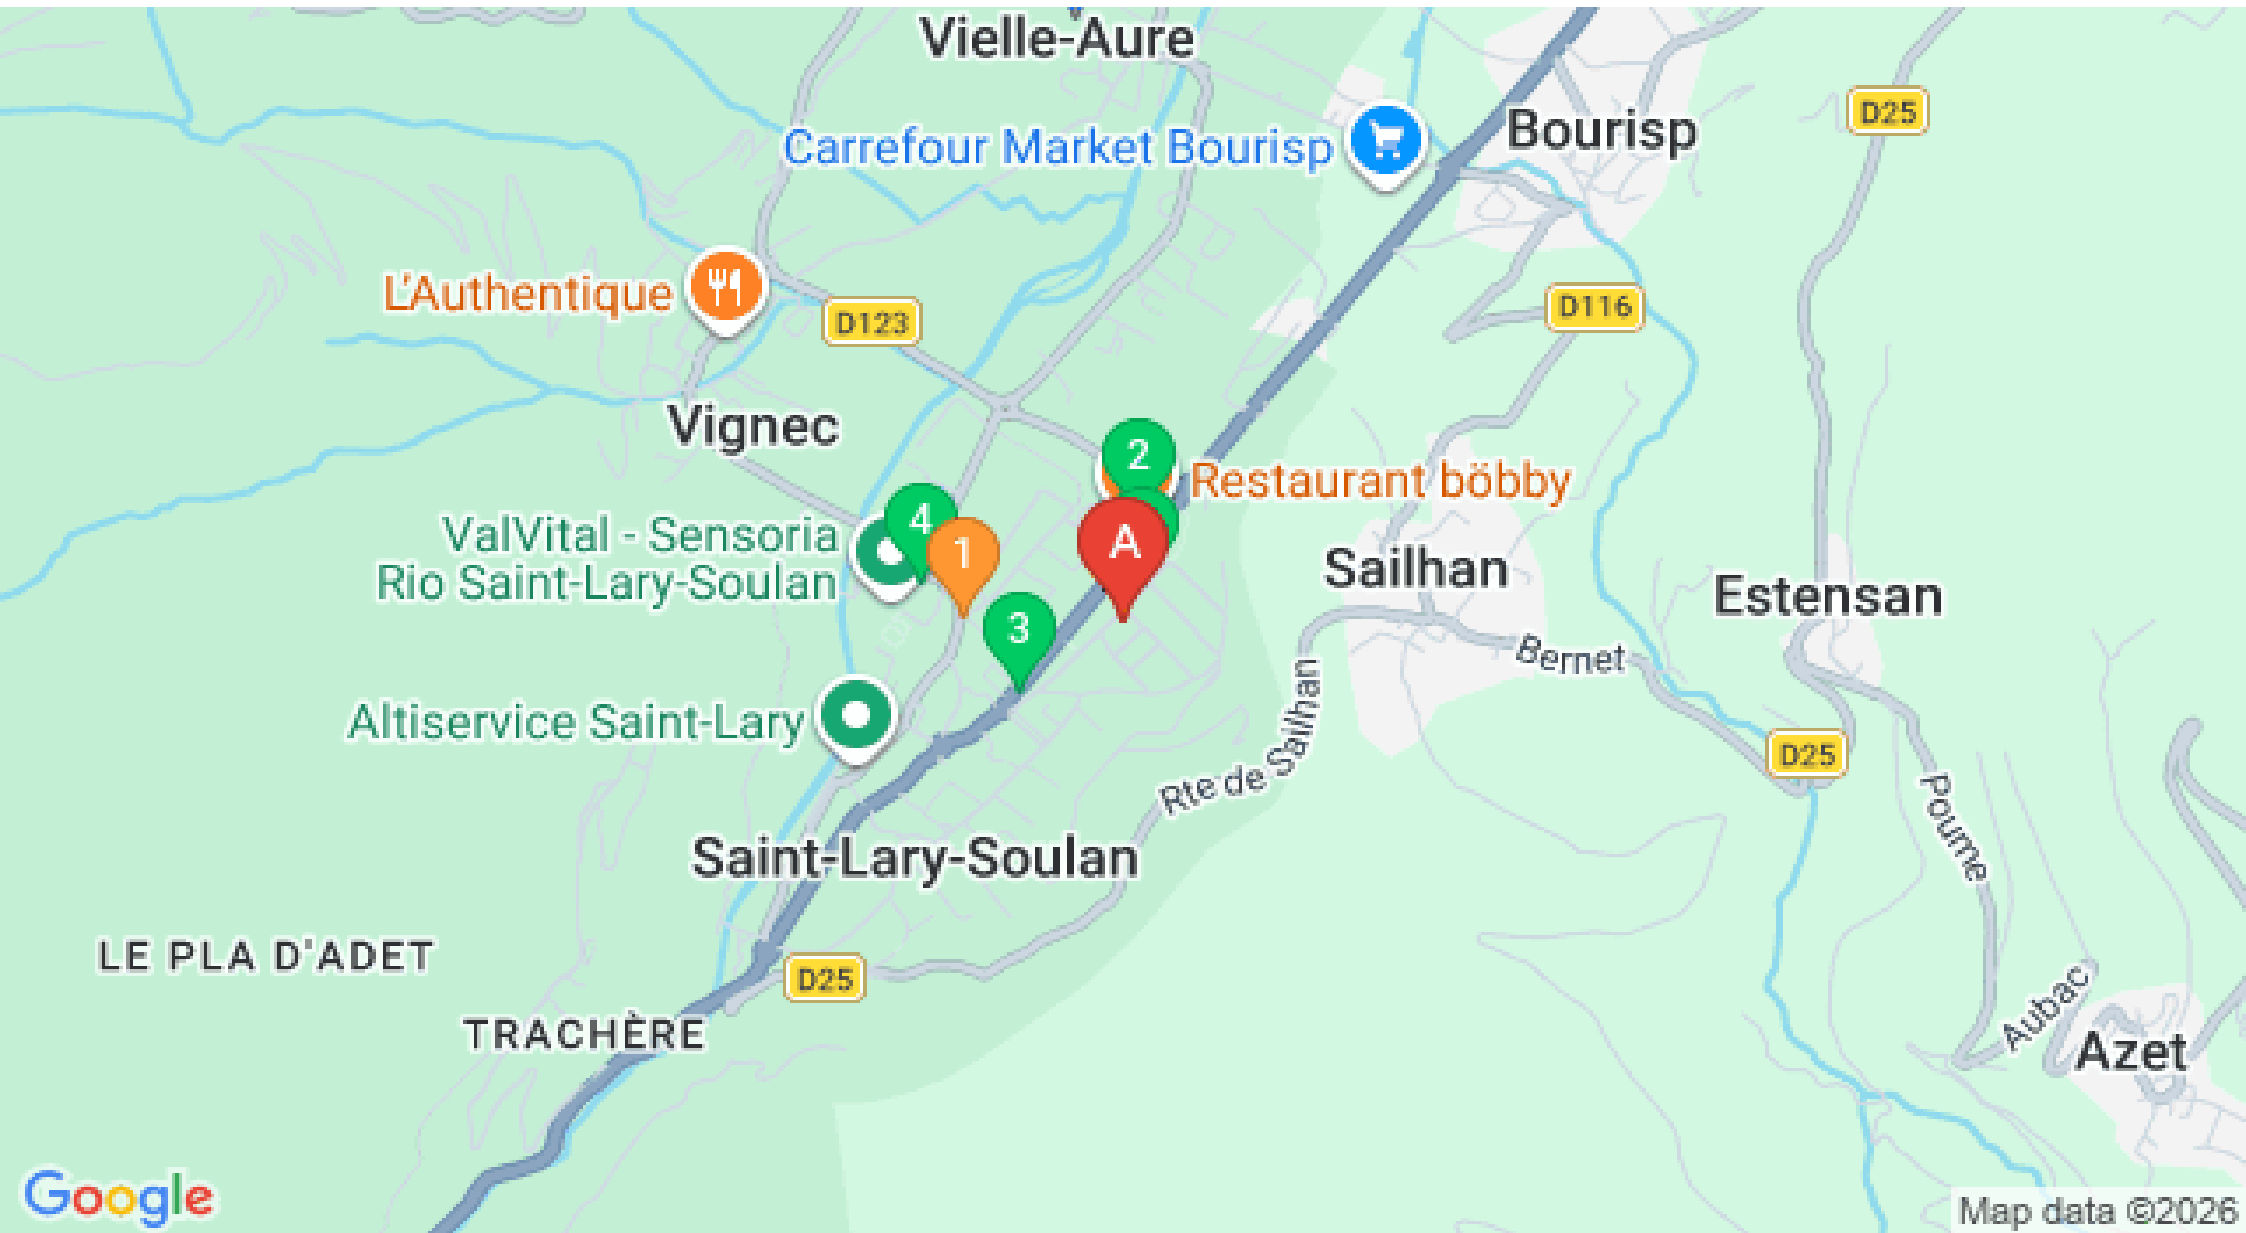 Vielle-Aure
Carrefour Market Bourisp
Bourisp
D25
L'Authentique
D123
D116
Vignec
2
Restaurant böbby
4
ValVital - Sensoria
Rio Saint-Lary-Soulan
1
A
Sailhan
Estensan
3
Bernet
Altiservice Saint-Lary
Rte de Sailhan
D25
Poume
Saint-Lary-Soulan
LE PLA D'ADET
D25
TRACHÈRE
Aubac
Azet
Google
Map data ©2026